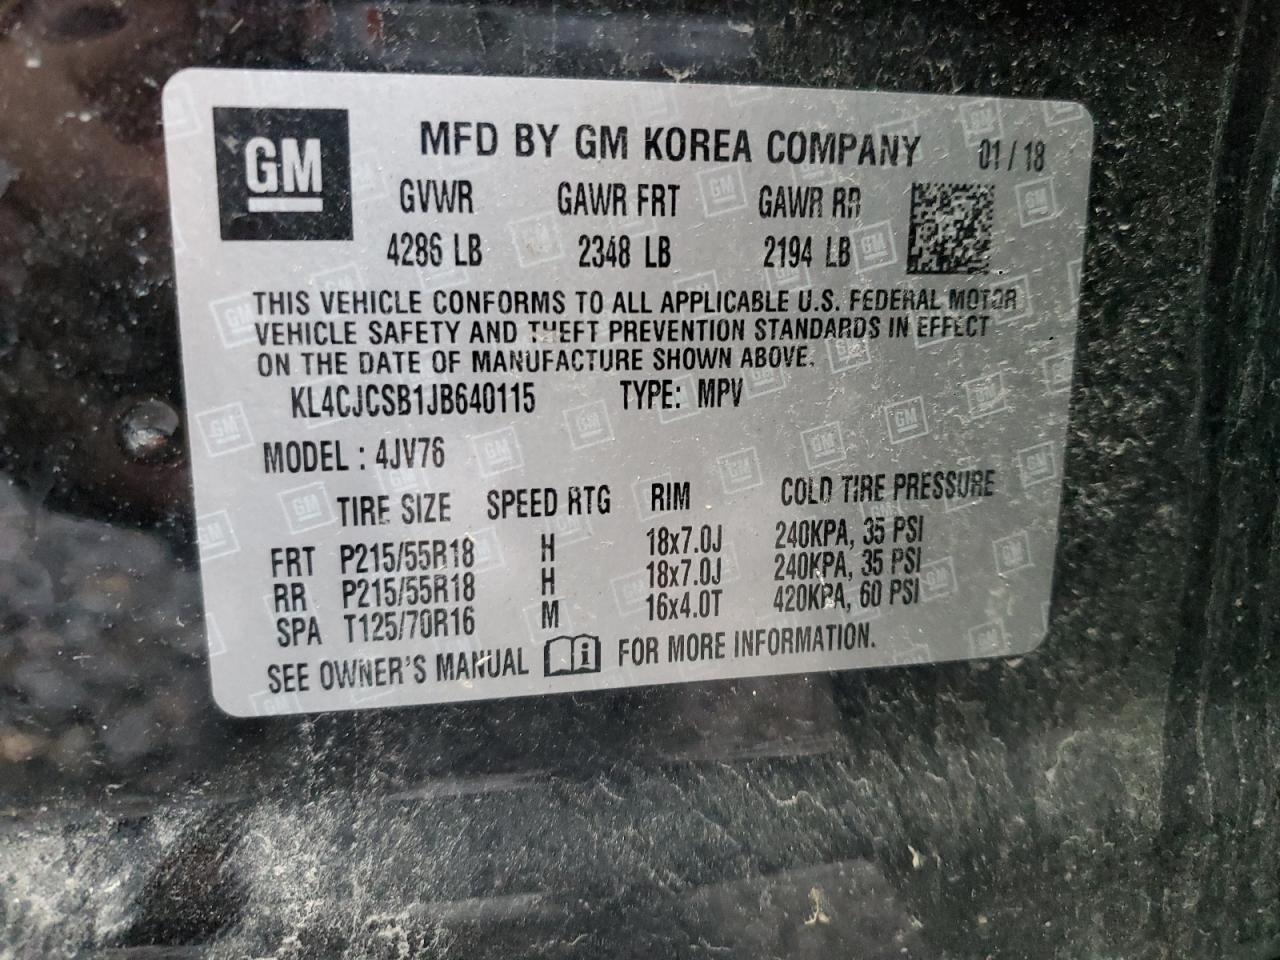 GM
MFD BY GM KOREA COMPANY 01/18
GVWR GAWR FRT GAWR RR
4286 LB 2348 LB 2194 LB
THIS VEHICLE CONFORMS TO ALL APPLICABLE U.S. FEDERAL MOTOR
VEHICLE SAFETY AND THEFT PREVENTION STANDARDS IN EFFECT
ON THE DATE OF MANUFACTURE SHOWN ABOVE.
KL4CJCSB1JB640115 TYPE: MPV
MODEL : 4JV76
TIRE SIZE SPEED RTG RIM COLD TIRE PRESSURE
FRT P215/55R18 H 18x7.0J 240KPA, 35 PSI
RR P215/55R18 H 18x7.0J 240KPA, 35 PSI
SPA T125/70R16 M 16x4.0T 420KPA, 60 PSI
SEE OWNER'S MANUAL i FOR MORE INFORMATION.